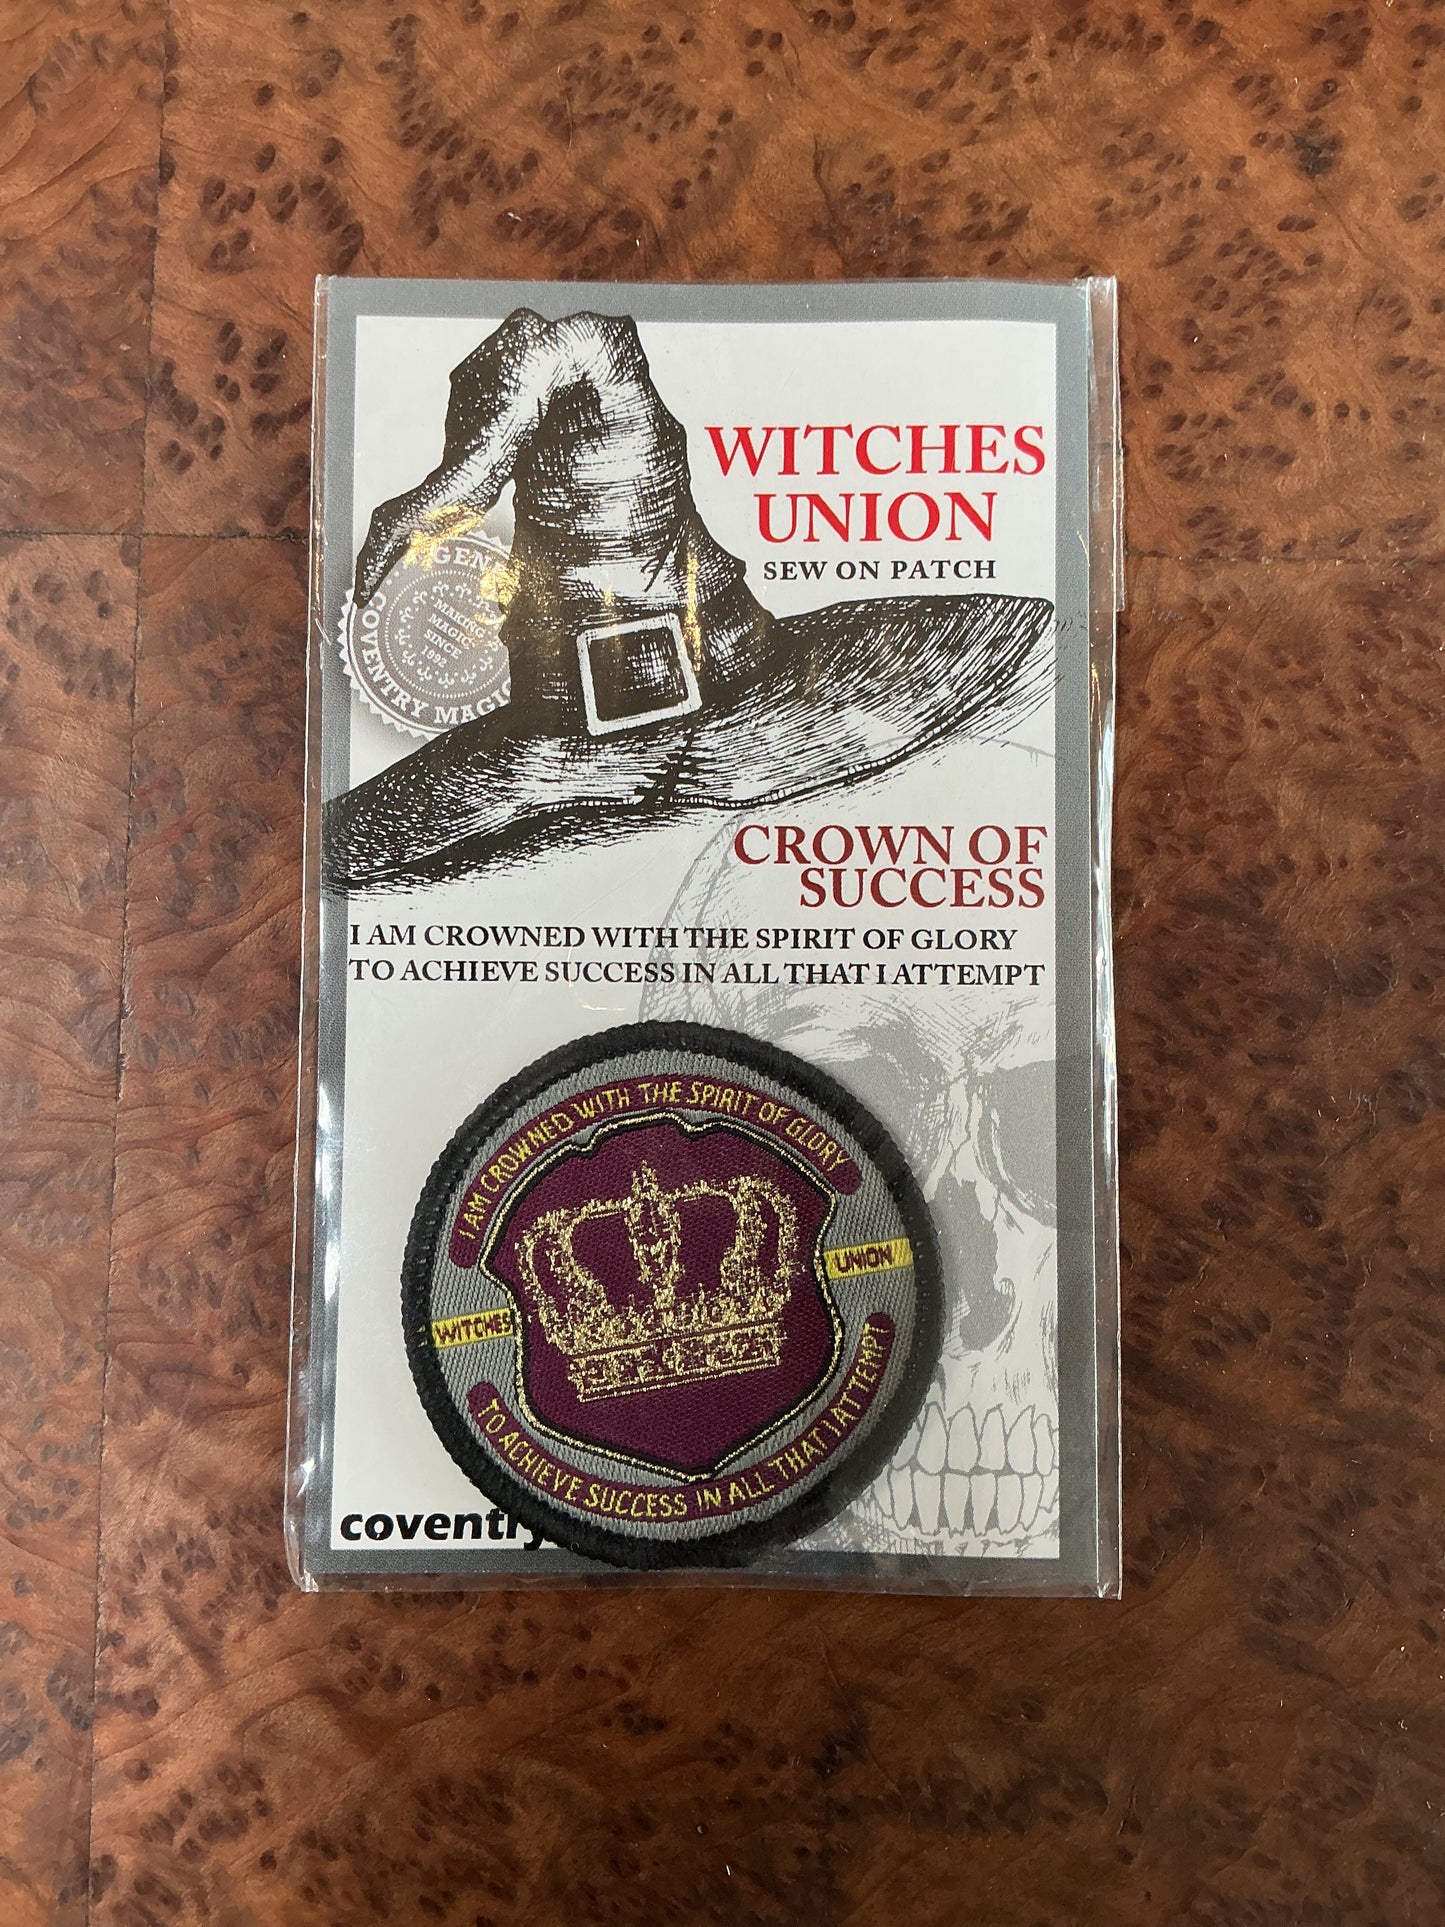 WITCHES
UNION
SEW ON PATCH
COVENTRY MAGIC
MAKING
MAGIC
SINCE
1992
CROWN OF
SUCCESS
I AM CROWNED WITH THE SPIRIT OF GLORY
TO ACHIEVE SUCCESS IN ALL THAT I ATTEMPT
I AM CROWNED WITH THE SPIRIT OF GLORY
WITCHES
UNION
TO ACHIEVE SUCCESS IN ALL THAT I ATTEMPT
coventry